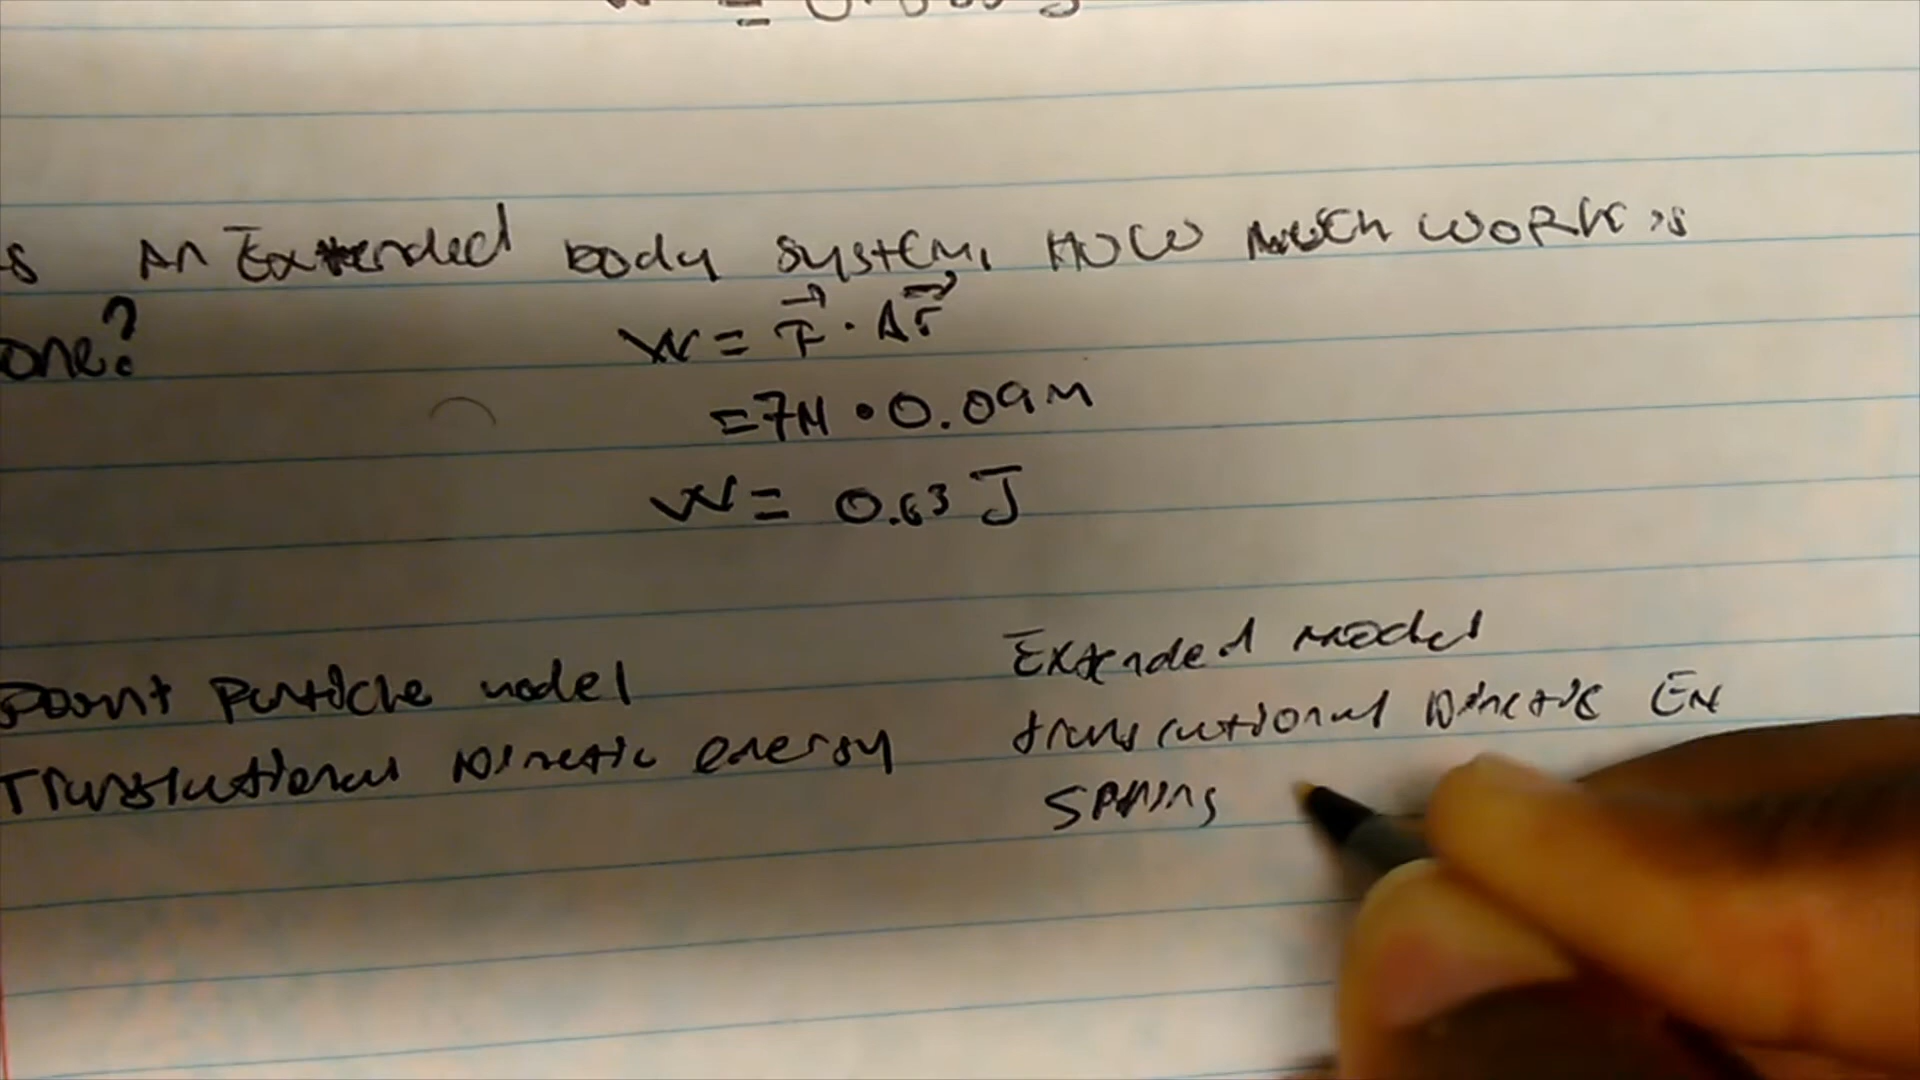 s An Extended body system, How much work is
one?
W = F · Δr
= 7N · 0.09m
W = 0.63 J
Point particle model
Extended model
Translational kinetic energy
translational kinetic En
Spring